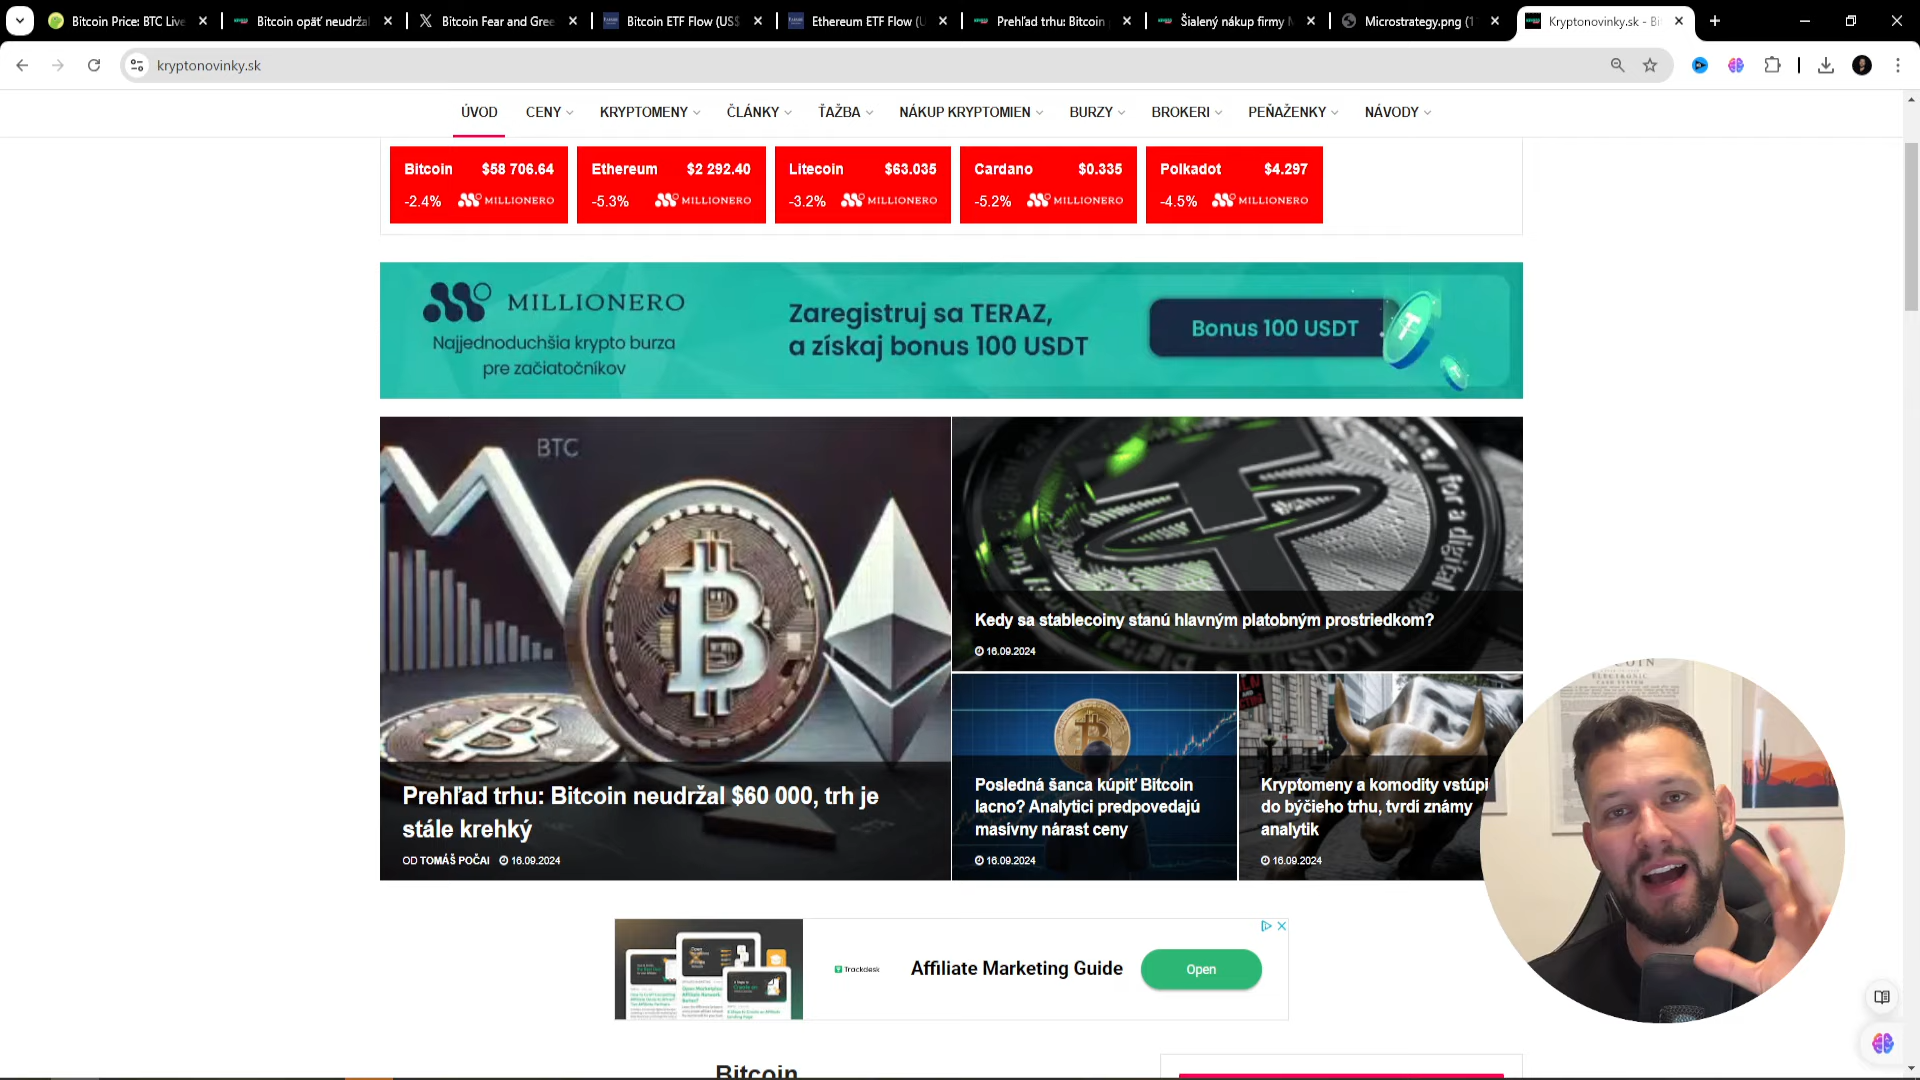 Bitcoin Price: BTC Live
Bitcoin opäť neudržal
Bitcoin Fear and Gre
Bitcoin ETF Flow (US$
Ethereum ETF Flow (U
Prehľad trhu: Bitcoin
Šialený nákup firmy M
Microstrategy.png (1
Kryptonovinky.sk - Bi
kryptonovinky.sk
ÚVOD
CENY
KRYPTOMENY
ČLÁNKY
ŤAŽBA
NÁKUP KRYPTOMIEN
BURZY
BROKERI
PEŇAŽENKY
NÁVODY
Bitcoin $58 706.64
-2.4% MILLIONERO
Ethereum $2 292.40
-5.3% MILLIONERO
Litecoin $63.035
-3.2% MILLIONERO
Cardano $0.335
-5.2% MILLIONERO
Polkadot $4.297
-4.5% MILLIONERO
MILLIONERO
Najjednoduchšia krypto burza
pre začiatočníkov
Zaregistruj sa TERAZ,
a získaj bonus 100 USDT
Bonus 100 USDT
BTC
Prehľad trhu: Bitcoin neudržal $60 000, trh je
stále krehký
OD TOMÁŠ POČAI 16.09.2024
Kedy sa stablecoiny stanú hlavným platobným prostriedkom?
16.09.2024
Posledná šanca kúpiť Bitcoin
lacno? Analytici predpovedajú
masívny nárast ceny
16.09.2024
Kryptomeny a komodity vstúpi
do býčieho trhu, tvrdí známy
analytik
16.09.2024
Trackdesk
Affiliate Marketing Guide
Open
Bitcoin